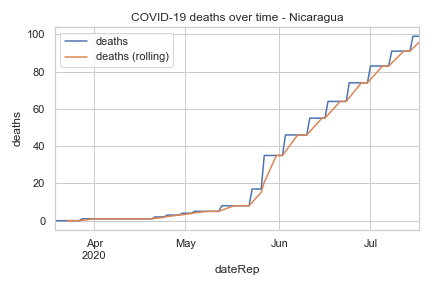 COVID-19 deaths over time - Nicaragua
deaths
deaths (rolling)
100
80
60
40
20
0
deaths
Apr
2020
May
Jun
Jul
dateRep